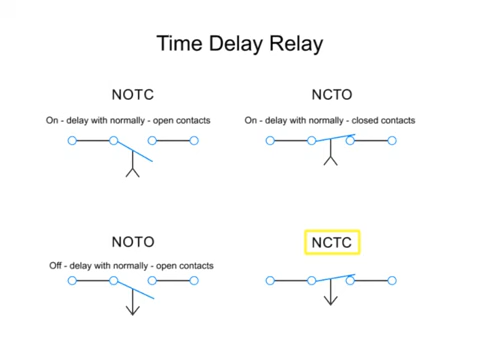 Time Delay Relay
NOTC
On - delay with normally - open contacts
NCTO
On - delay with normally - closed contacts
NOTO
Off - delay with normally - open contacts
NCTC